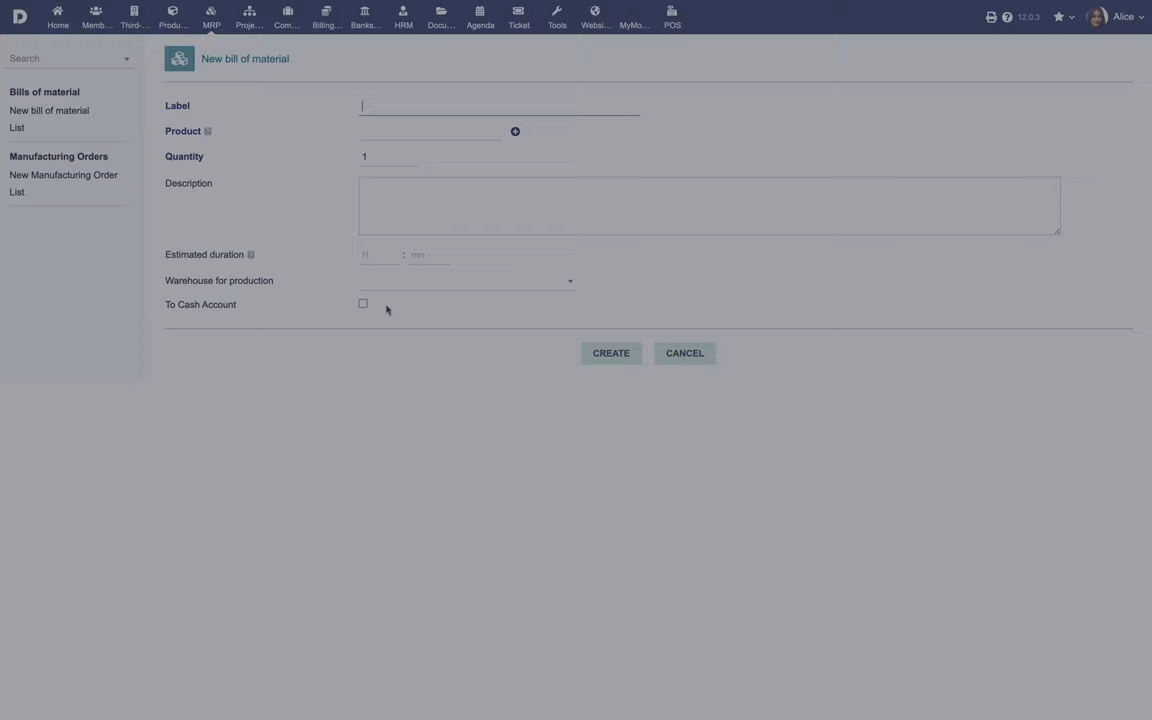 D
Home
Memb...
Third-...
Produ...
MRP
Proje...
Com...
Billing...
Banks...
HRM
Docu...
Agenda
Ticket
Tools
Websi...
MyMo...
POS
12.0.3
Alice
Search
New bill of material
Bills of material
New bill of material
List
Manufacturing Orders
New Manufacturing Order
List
Label
Product ?
Quantity 1
Description
Estimated duration ? H : mn
Warehouse for production
To Cash Account
CREATE CANCEL